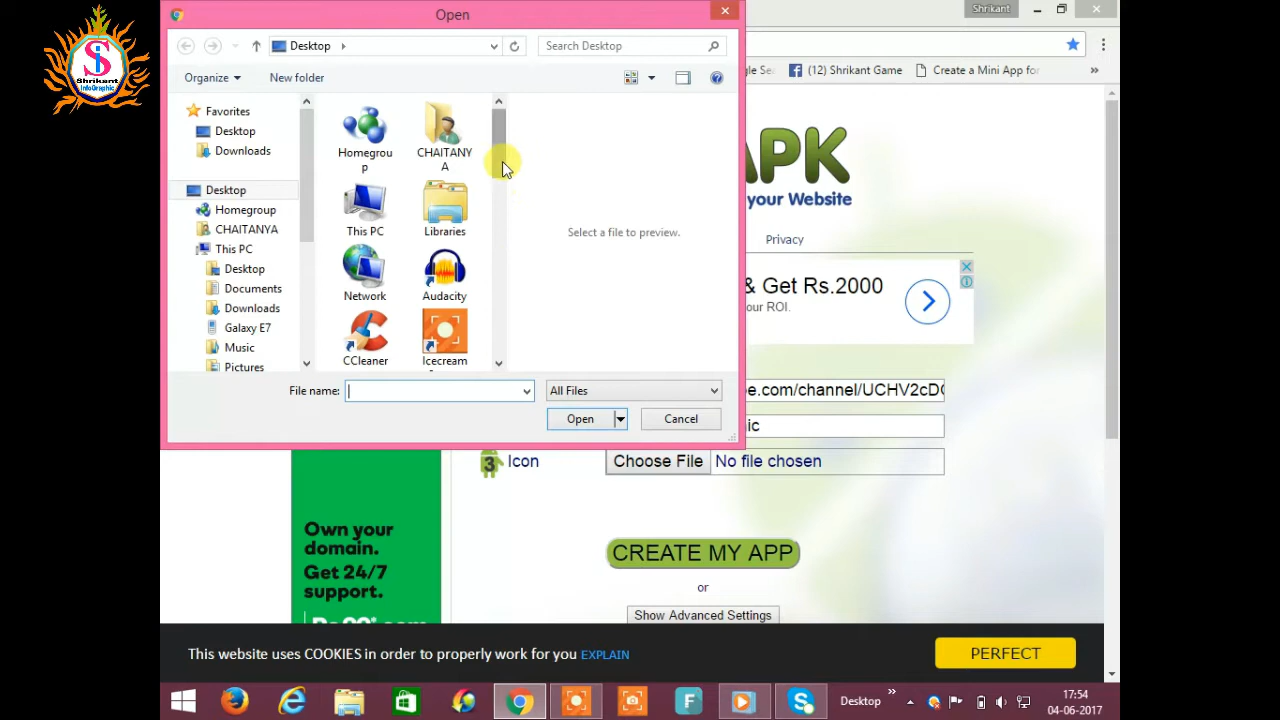 Open
Shrikant
Desktop
Search Desktop
(12) Shrikant Game
Create a Mini App for
»
Organize
New folder
Shrikant
InfoGraphic
Favorites
Desktop
Downloads
Desktop
Homegroup
CHAITANYA
This PC
Desktop
Documents
Downloads
Galaxy E7
Music
Pictures
Homegrou
p
CHAITANY
A
This PC
Libraries
Network
Audacity
CCleaner
Icecream
Select a file to preview.
APK
your Website
Privacy
& Get Rs.2000
our ROI.
File name:
All Files
Open
Cancel
e.com/channel/UCHV2cD
ic
3 Icon
Choose File
No file chosen
Own your
domain.
Get 24/7
support.
CREATE MY APP
or
Show Advanced Settings
This website uses COOKIES in order to properly work for you EXPLAIN
PERFECT
Desktop
»
17:54
04-06-2017